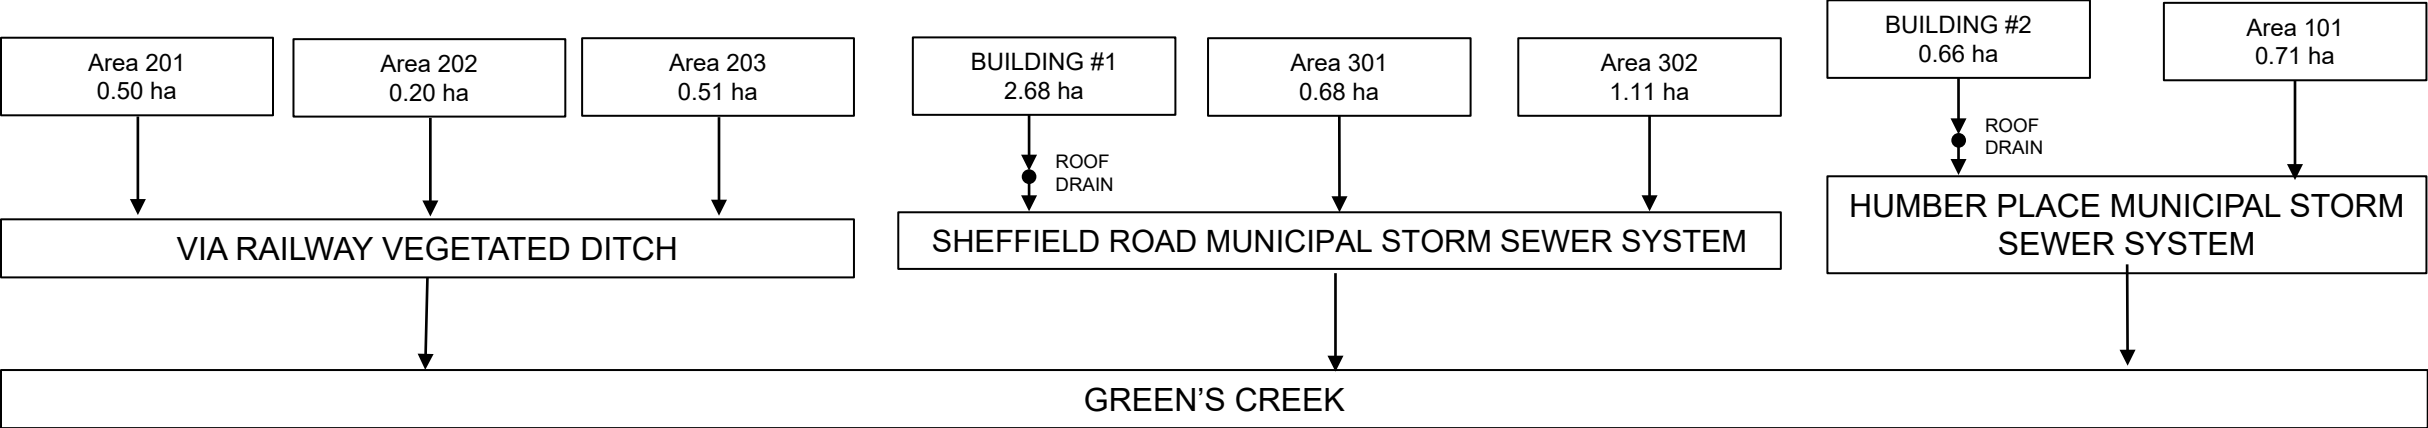 Area 201
0.50 ha
Area 202
0.20 ha
Area 203
0.51 ha
BUILDING #1
2.68 ha
Area 301
0.68 ha
Area 302
1.11 ha
BUILDING #2
0.66 ha
Area 101
0.71 ha
ROOF
DRAIN
ROOF
DRAIN
VIA RAILWAY VEGETATED DITCH
SHEFFIELD ROAD MUNICIPAL STORM SEWER SYSTEM
HUMBER PLACE MUNICIPAL STORM
SEWER SYSTEM
GREEN’S CREEK